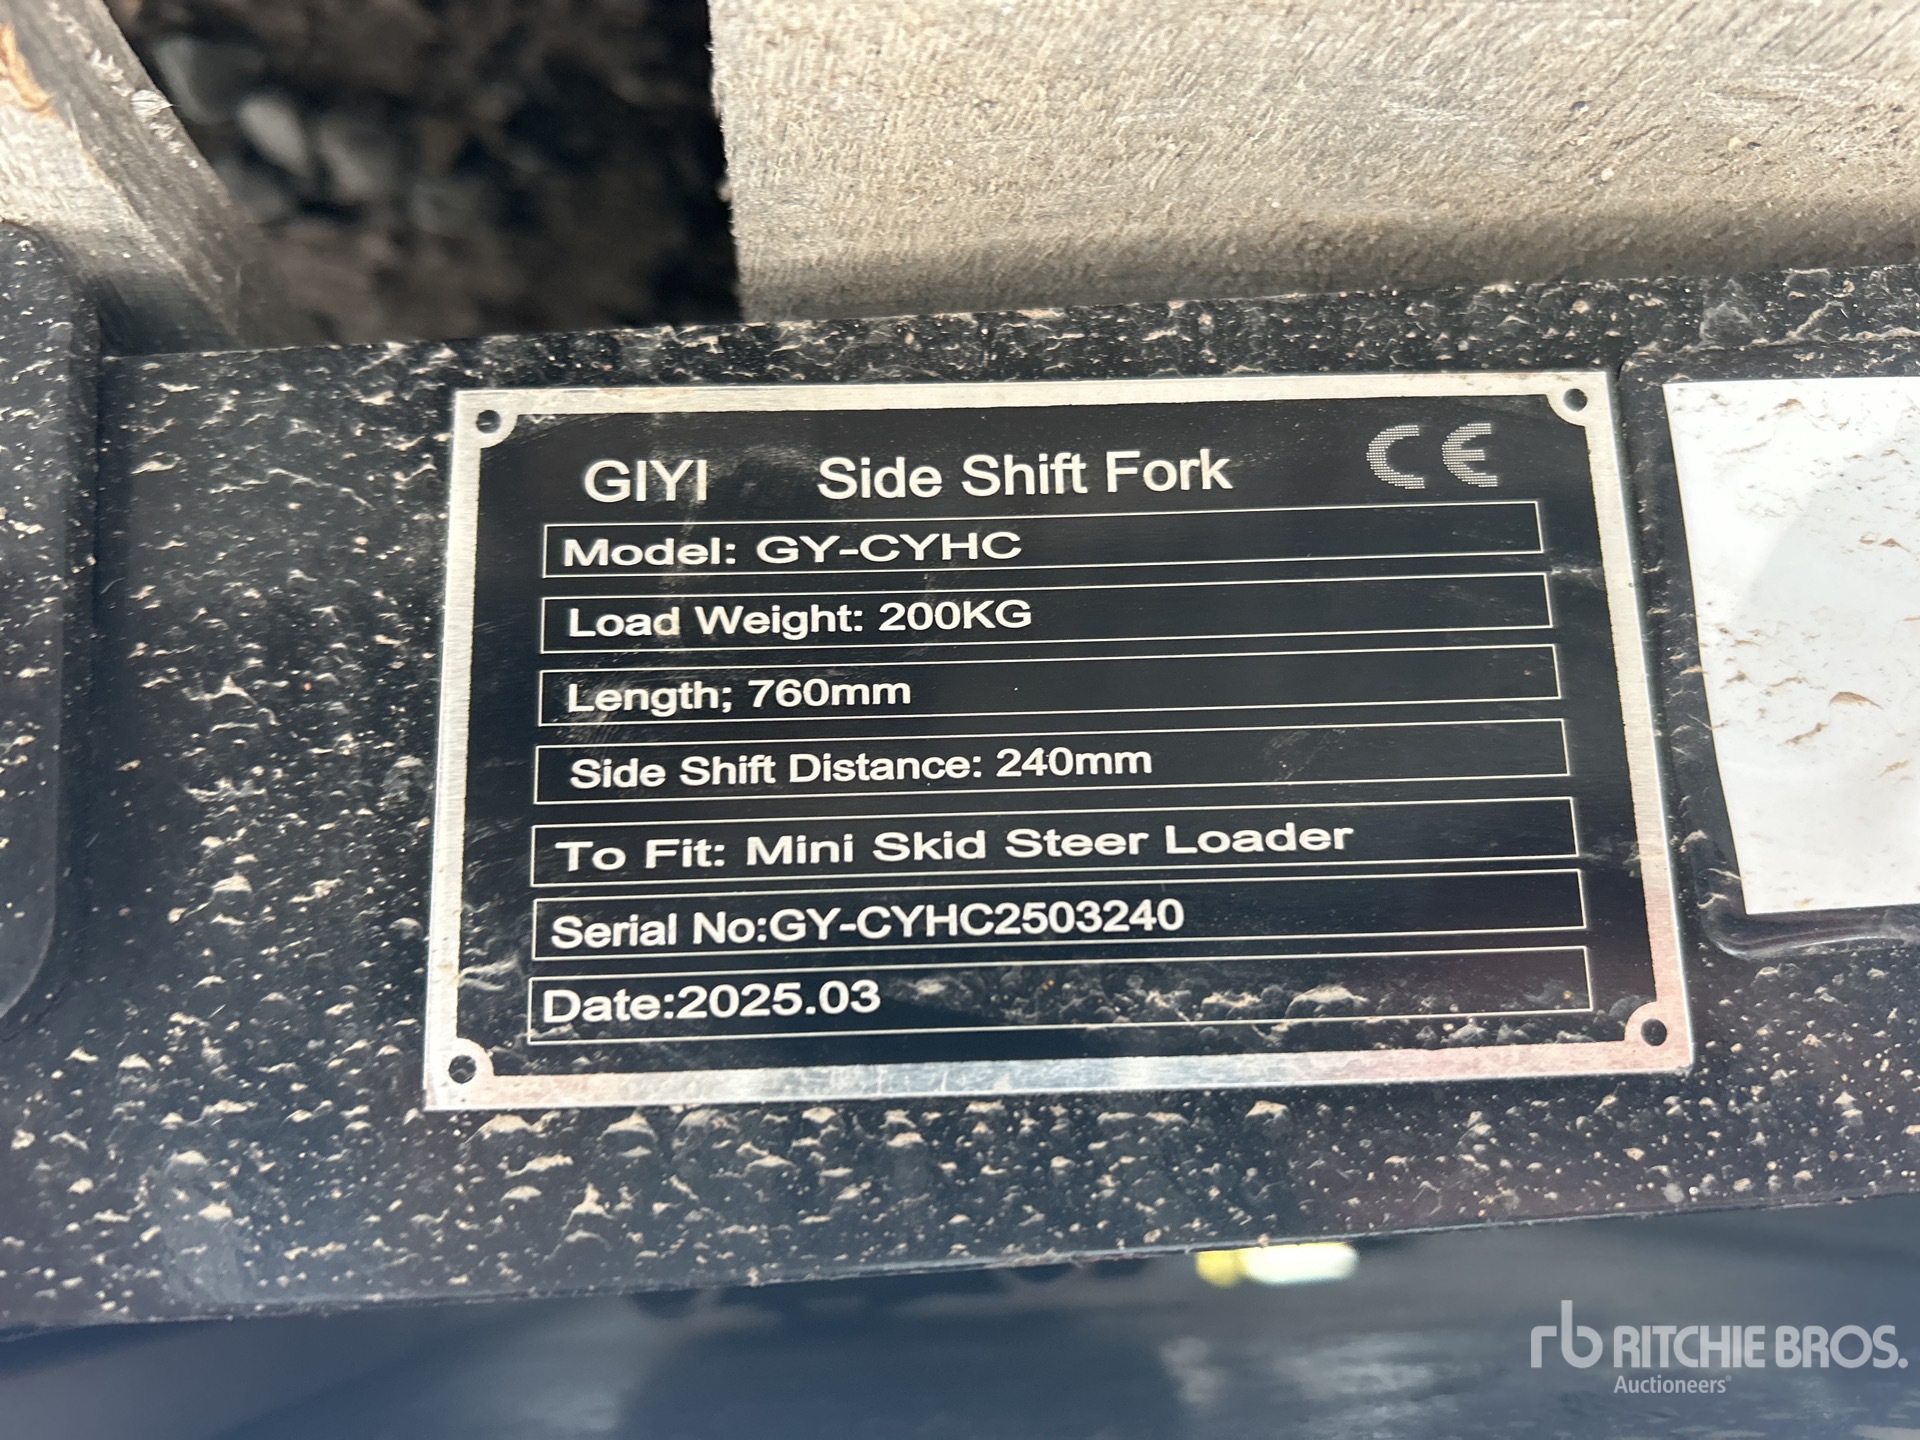 GIYI Side Shift Fork CE
Model: GY-CYHC
Load Weight: 200KG
Length; 760mm
Side Shift Distance: 240mm
To Fit: Mini Skid Steer Loader
Serial No:GY-CYHC2503240
Date:2025.03
rb RITCHIE BROS.
Auctioneers